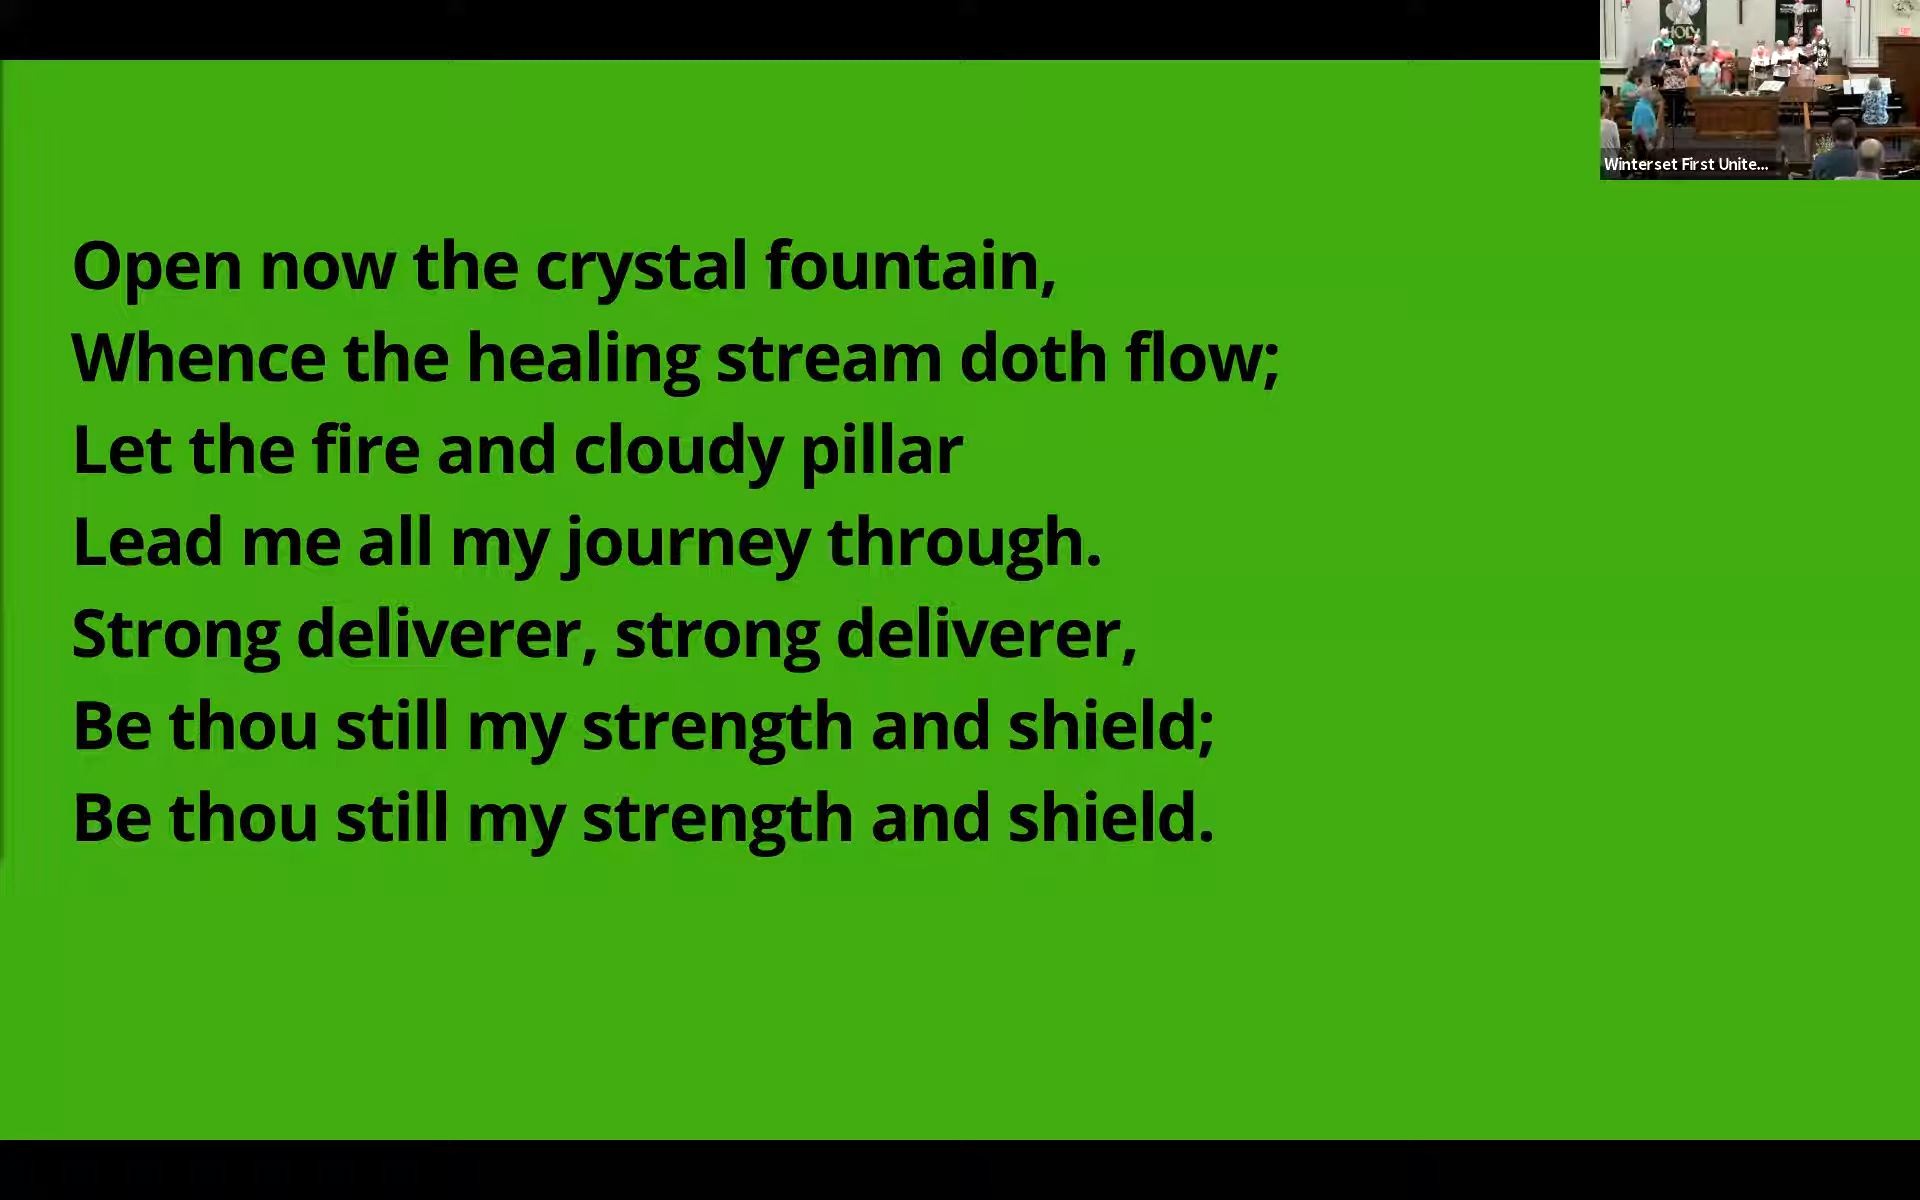 HOLY
Winterset First Unite...
Open now the crystal fountain,
Whence the healing stream doth flow;
Let the fire and cloudy pillar
Lead me all my journey through.
Strong deliverer, strong deliverer,
Be thou still my strength and shield;
Be thou still my strength and shield.